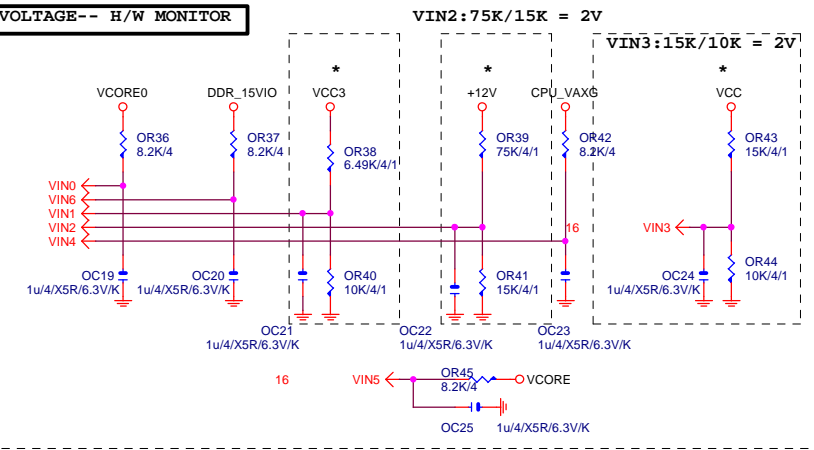 VOLTAGE-- H/W MONITOR
VIN2:75K/15K = 2V
VIN3:15K/10K = 2V
*
*
*
VCORE0
DDR_15VIO
VCC3
+12V
CPU_VAXG
VCC
OR36
8.2K/4
OR37
8.2K/4
OR38
6.49K/4/1
OR39
75K/4/1
OR42
8.2K/4
OR43
15K/4/1
VIN0
VIN6
VIN1
VIN2
VIN4
16
VIN3
OC19
1u/4/X5R/6.3V/K
OC20
1u/4/X5R/6.3V/K
OR40
10K/4/1
OR41
15K/4/1
OC24
1u/4/X5R/6.3V/K
OR44
10K/4/1
OC21
1u/4/X5R/6.3V/K
OC22
1u/4/X5R/6.3V/K
OC23
1u/4/X5R/6.3V/K
16
VIN5
OR45
8.2K/4
VCORE
OC25
1u/4/X5R/6.3V/K